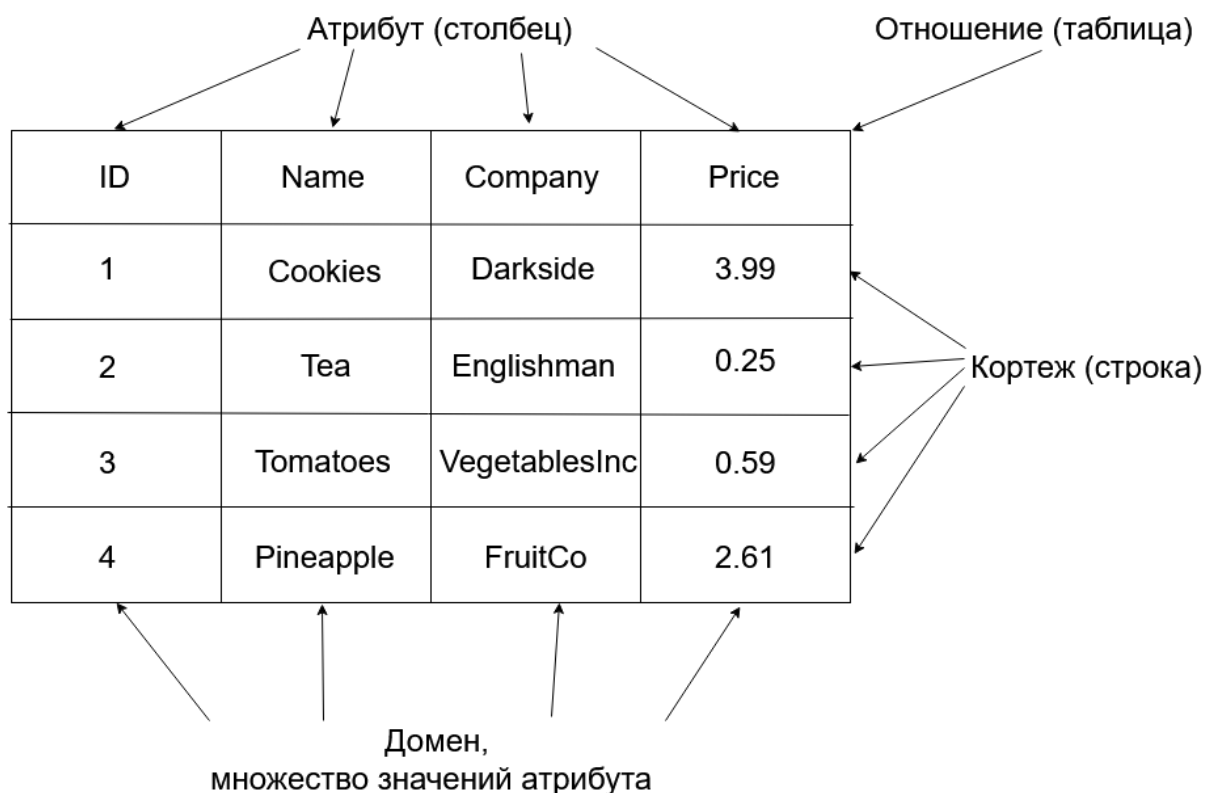 Атрибут (столбец)
Отношение (таблица)
ID Name Company Price
1 Cookies Darkside 3.99
2 Tea Englishman 0.25
Кортеж (строка)
3 Tomatoes VegetablesInc 0.59
4 Pineapple FruitCo 2.61
Домен,
множество значений атрибута